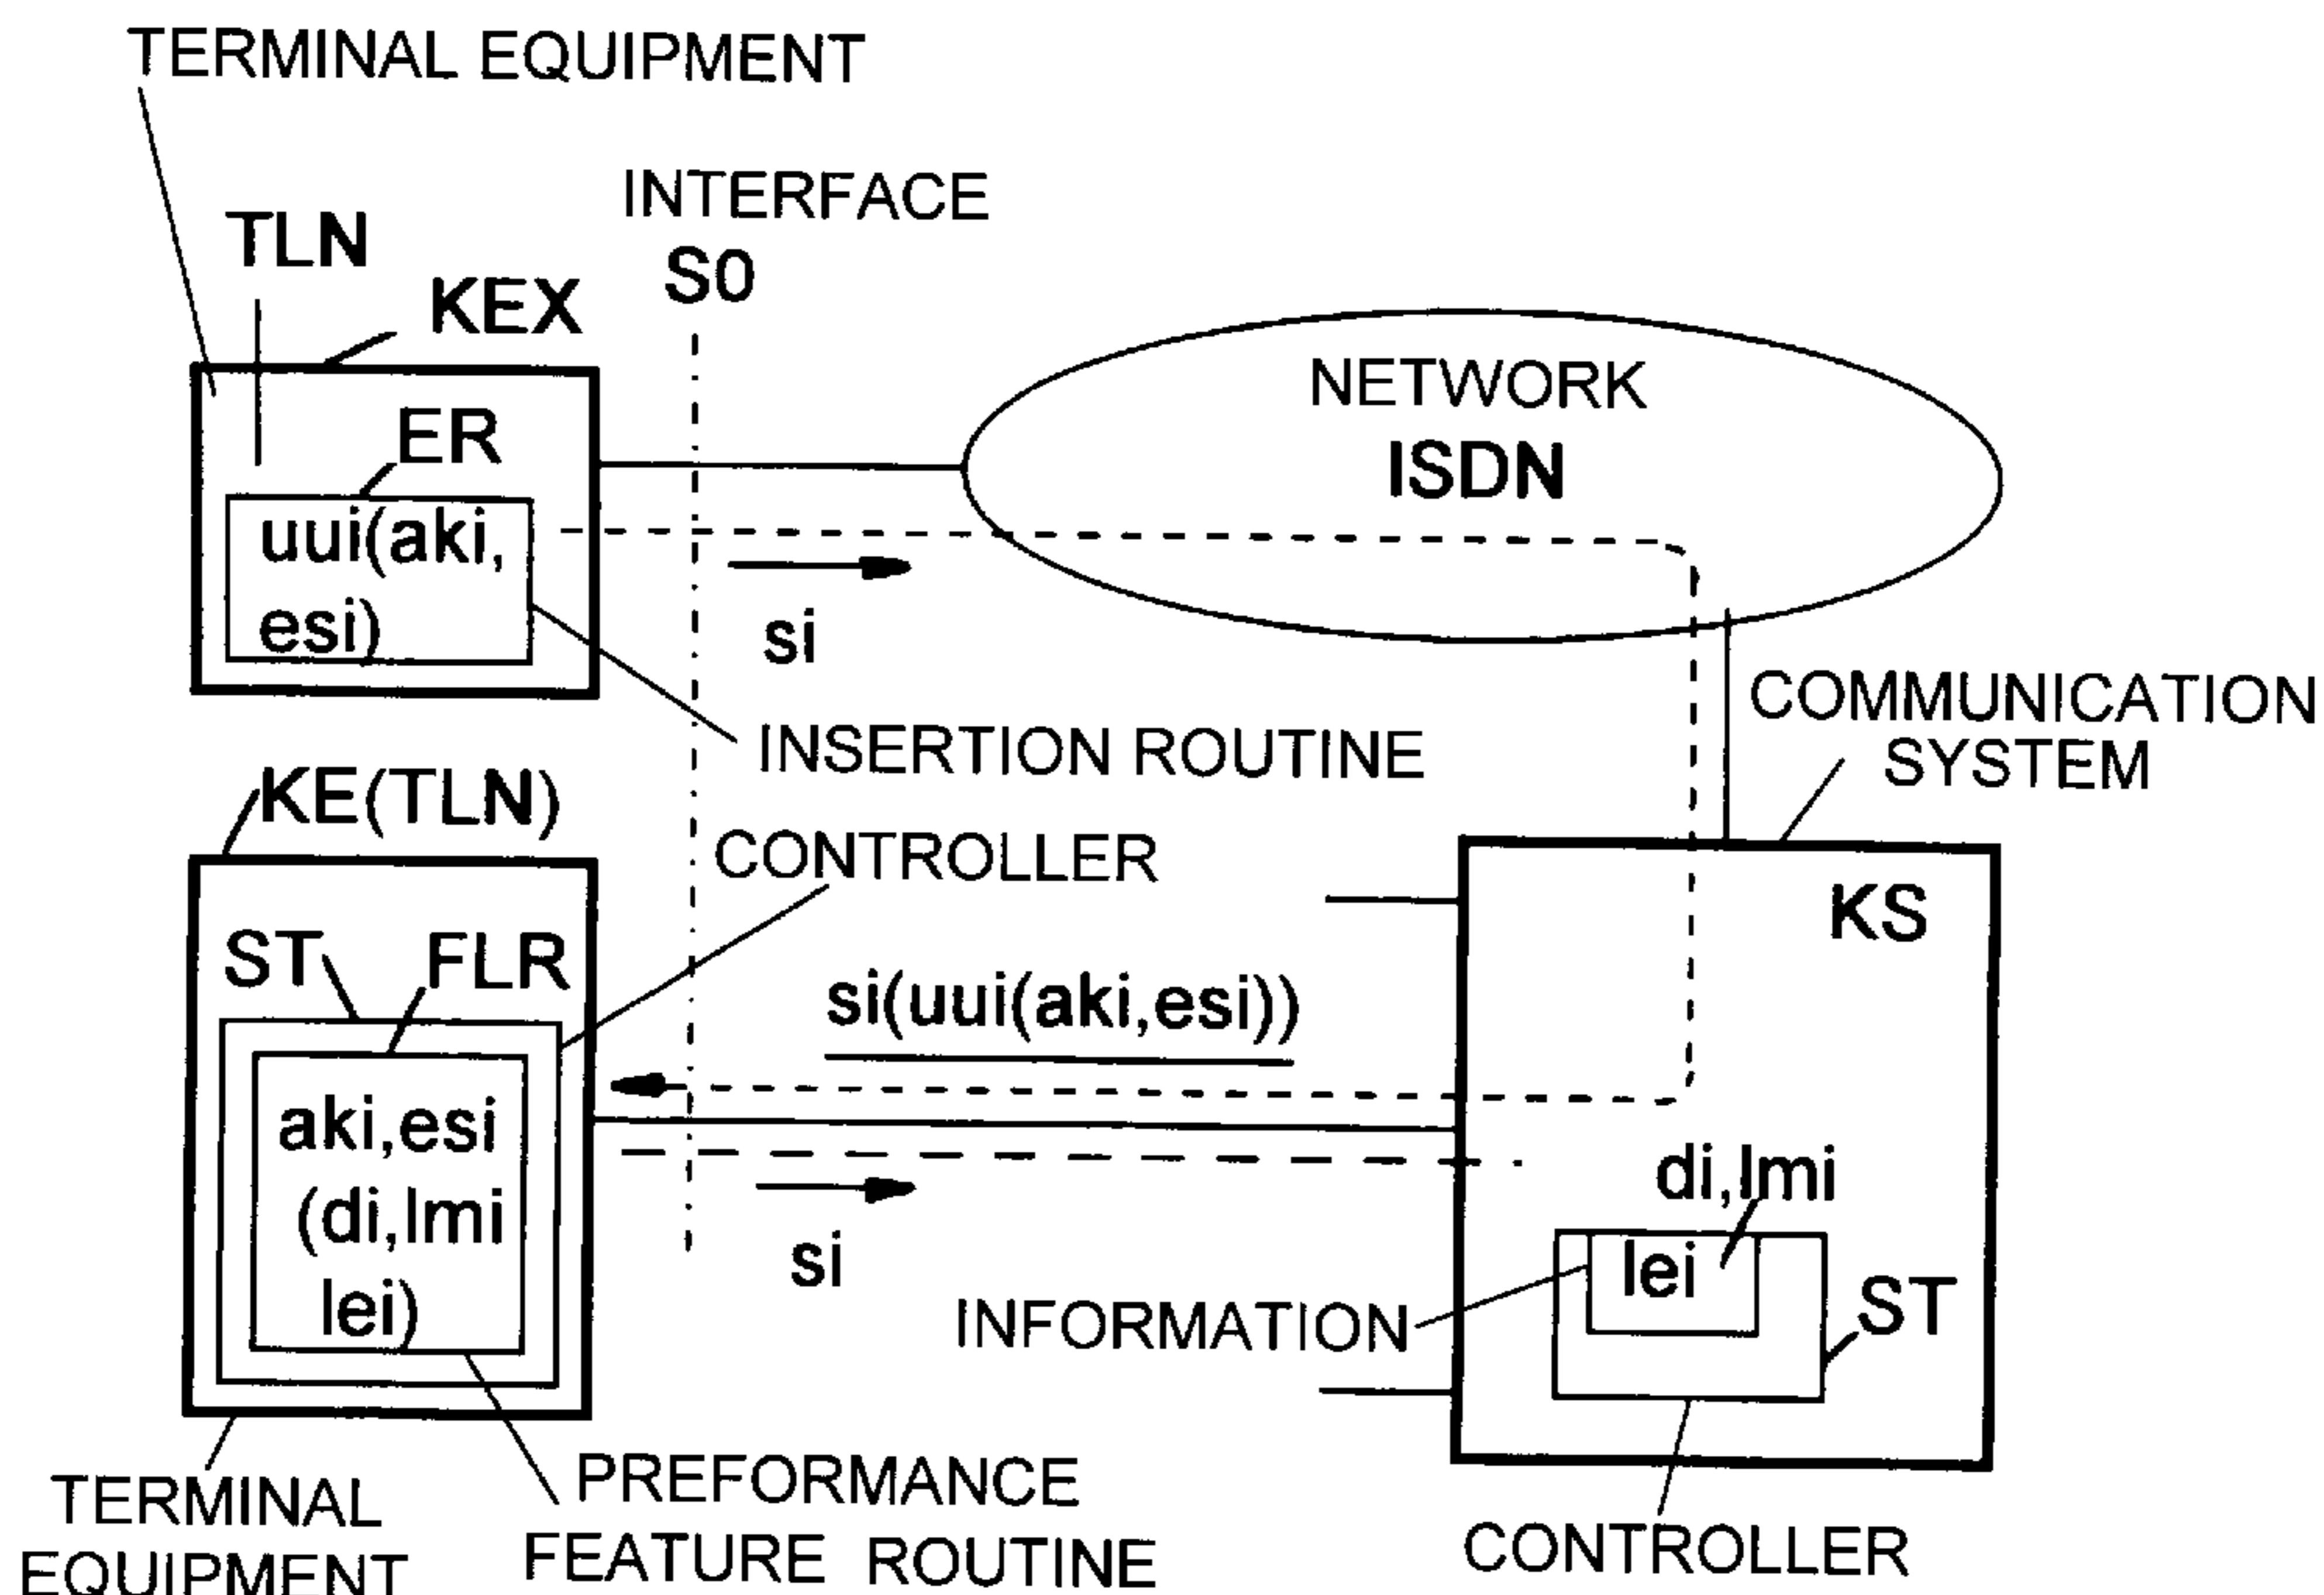 TERMINAL EQUIPMENT
INTERFACE
TLN
S0
KEX
NETWORK
ISDN
ER
uui(aki,
esi)
si
COMMUNICATION
SYSTEM
INSERTION ROUTINE
KE(TLN)
CONTROLLER
KS
ST
FLR
si(uui(aki,esi))
aki,esi
(di,lmi
lei)
di,lmi
lei
si
ST
INFORMATION
PREFORMANCE
FEATURE ROUTINE
TERMINAL
EQUIPMENT
CONTROLLER